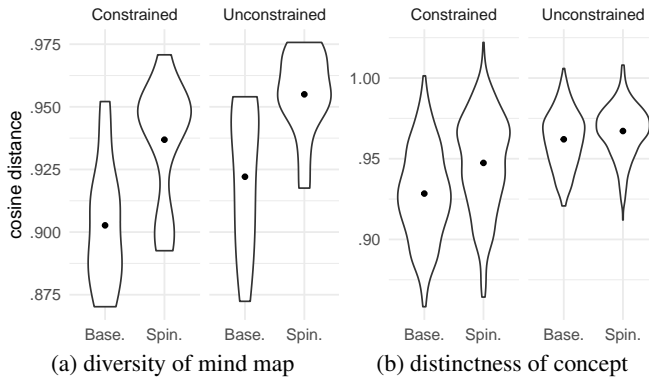 Constrained Unconstrained
.975
.950
.925
.900
.875
cosine distance
Base. Spin. Base. Spin.
(a) diversity of mind map
Constrained Unconstrained
1.00
.95
.90
Base. Spin. Base. Spin.
(b) distinctness of concept